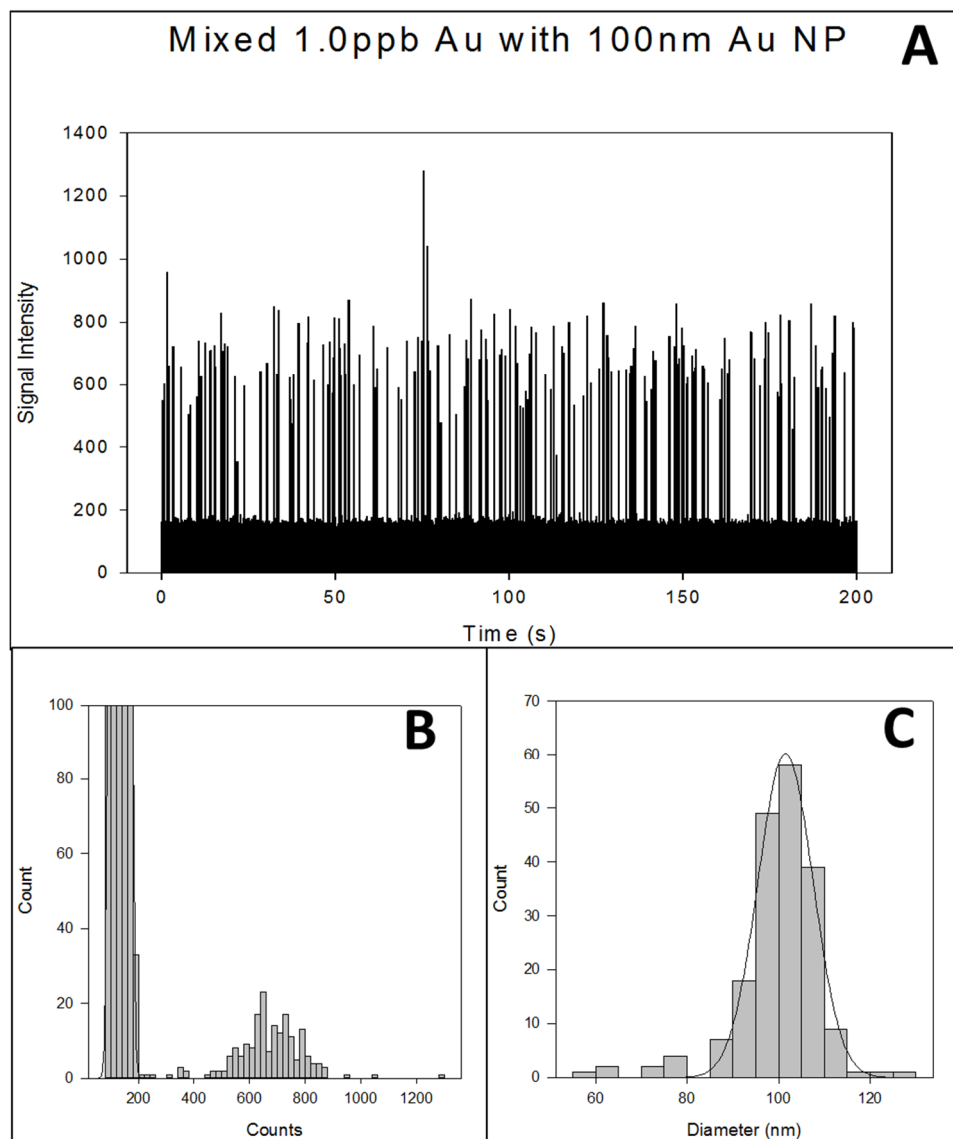 Mixed 1.0ppb Au with 100nm Au NP
A
1400
1200
1000
800
600
400
200
0
Signal Intensity
0 50 100 150 200
Time (s)
B
100
80
60
40
20
0
Count
200 400 600 800 1000 1200
Counts
C
70
60
50
40
30
20
10
0
Count
60 80 100 120
Diameter (nm)